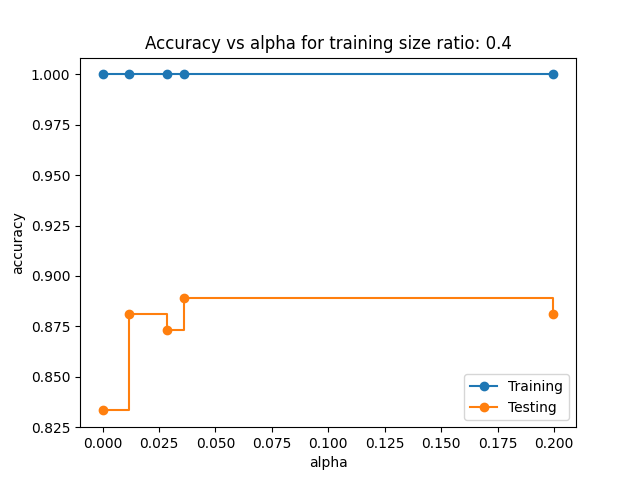 Accuracy vs alpha for training size ratio: 0.4
1.000
0.975
0.950
0.925
0.900
0.875
0.850
0.825
accuracy
0.000 0.025 0.050 0.075 0.100 0.125 0.150 0.175 0.200
alpha
Training
Testing